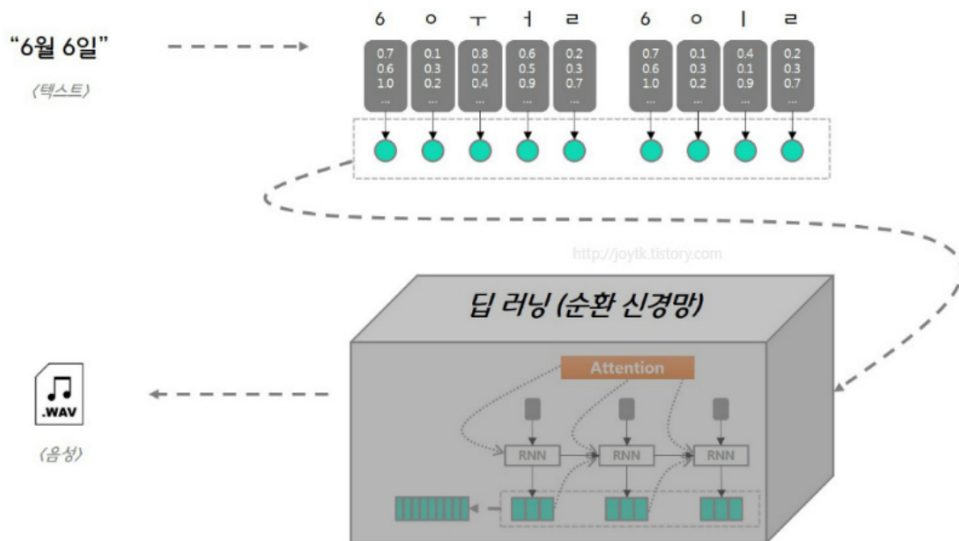 6 ㅇ ㅜ ㅓ ㄹ 6 ㅇ ㅣ ㄹ
“6월 6일”
<텍스트>
0.7 0.1 0.8 0.6 0.2 0.7 0.1 0.4 0.2
0.6 0.3 0.2 0.5 0.3 0.6 0.3 0.1 0.3
1.0 0.2 0.4 0.9 0.7 1.0 0.2 0.9 0.7
... ... ... ... ... ... ... ... ...
http://joytk.tistory.com
딥 러닝 (순환 신경망)
Attention
.WAV
<음성>
RNN RNN RNN